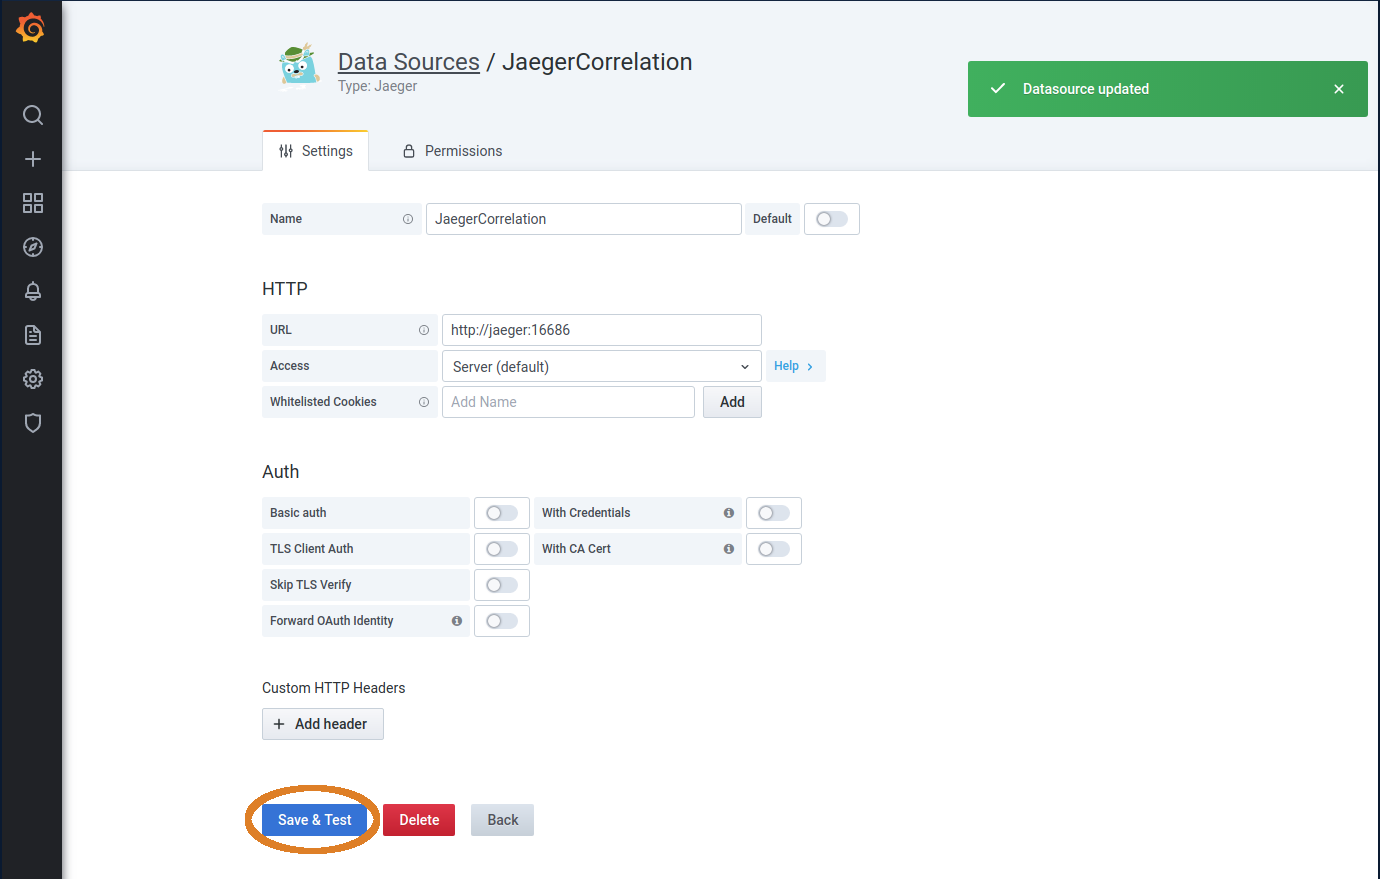 Data Sources / JaegerCorrelation
Type: Jaeger
Datasource updated
Settings Permissions
Name JaegerCorrelation Default
HTTP
URL http://jaeger:16686
Access Server (default) Help
Whitelisted Cookies Add Name Add
Auth
Basic auth With Credentials
TLS Client Auth With CA Cert
Skip TLS Verify
Forward OAuth Identity
Custom HTTP Headers
Add header
Save & Test Delete Back